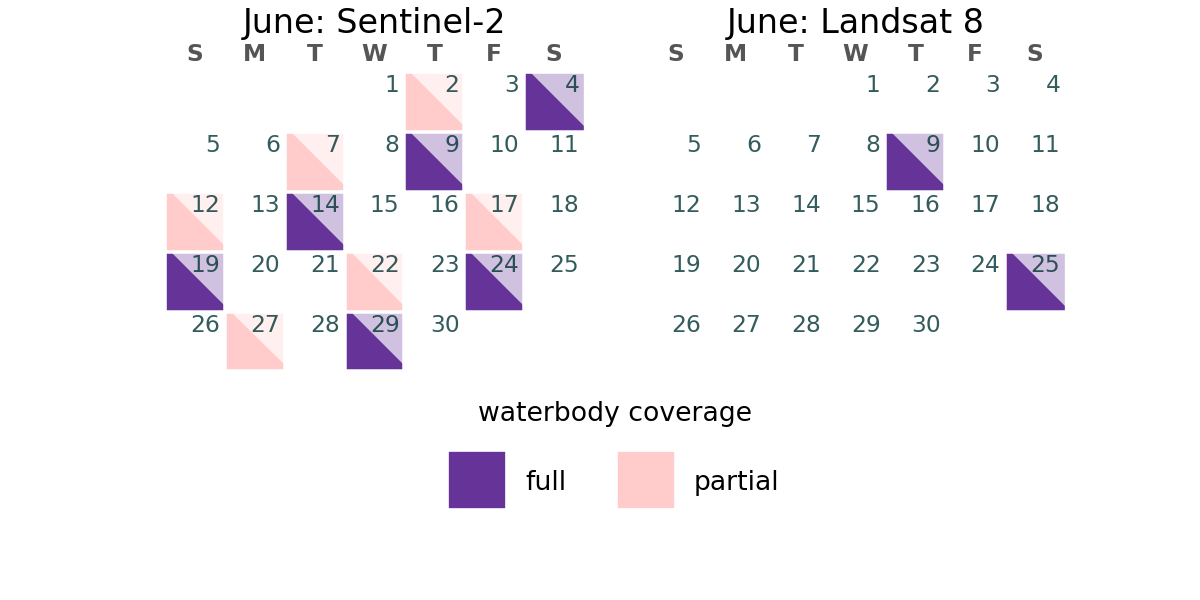 June: Sentinel-2
S M T W T F S
1 2 3 4
5 6 7 8 9 10 11
12 13 14 15 16 17 18
19 20 21 22 23 24 25
26 27 28 29 30
June: Landsat 8
S M T W T F S
1 2 3 4
5 6 7 8 9 10 11
12 13 14 15 16 17 18
19 20 21 22 23 24 25
26 27 28 29 30
waterbody coverage
full partial